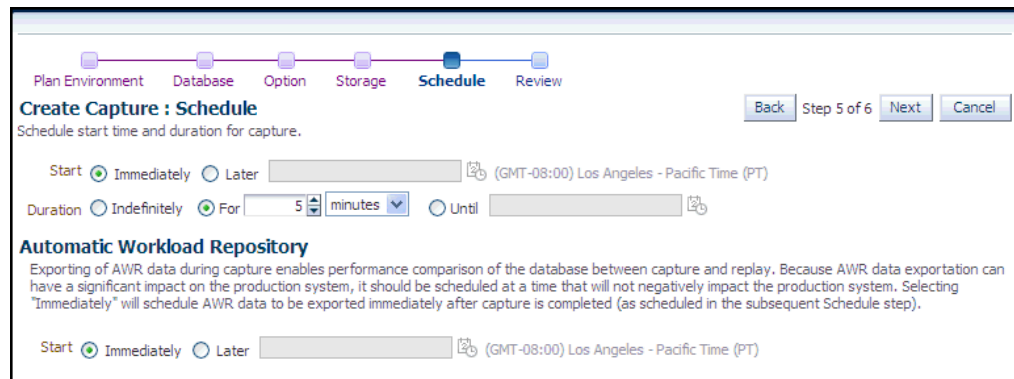 Plan Environment Database Option Storage Schedule Review
Create Capture : Schedule
Back Step 5 of 6 Next Cancel
Schedule start time and duration for capture.
Start Immediately Later (GMT-08:00) Los Angeles - Pacific Time (PT)
Duration Indefinitely For 5 minutes Until
Automatic Workload Repository
Exporting of AWR data during capture enables performance comparison of the database between capture and replay. Because AWR data exportation can
have a significant impact on the production system, it should be scheduled at a time that will not negatively impact the production system. Selecting
"Immediately" will schedule AWR data to be exported immediately after capture is completed (as scheduled in the subsequent Schedule step).
Start Immediately Later (GMT-08:00) Los Angeles - Pacific Time (PT)